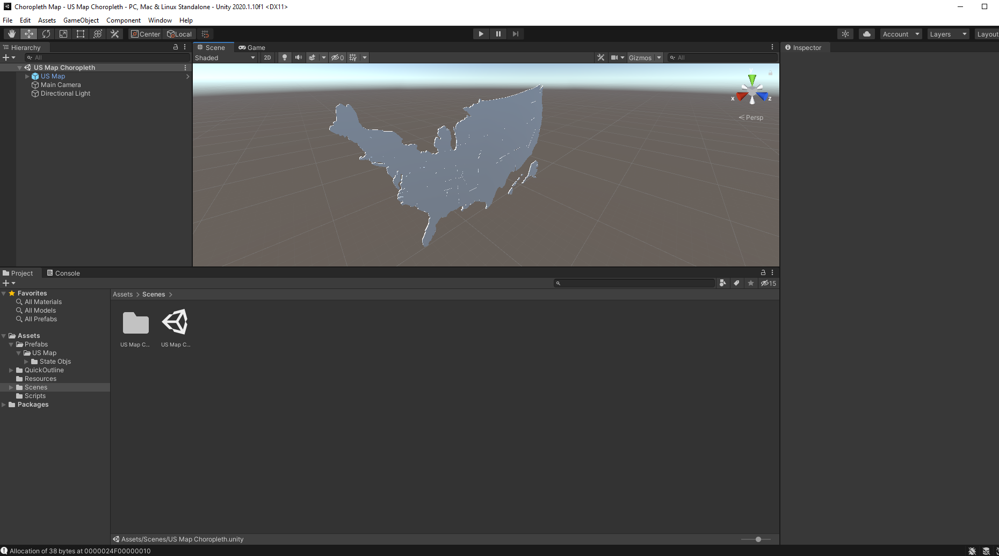 Choropleth Map - US Map Choropleth - PC, Mac & Linux Standalone - Unity 2020.1.10f1 <DX11>
File Edit Assets GameObject Component Window Help
Center Local Account Layers Layout
Hierarchy
All
US Map Choropleth
US Map
Main Camera
Directional Light
Scene Game
Shaded 2D 0 Gizmos All
y
x z
Persp
Inspector
Project Console
15
Favorites
All Materials
All Models
All Prefabs
Assets
Prefabs
US Map
State Objs
QuickOutline
Resources
Scenes
Scripts
Packages
Assets > Scenes >
US Map C... US Map C...
Assets/Scenes/US Map Choropleth.unity
Allocation of 38 bytes at 0000024F00000010